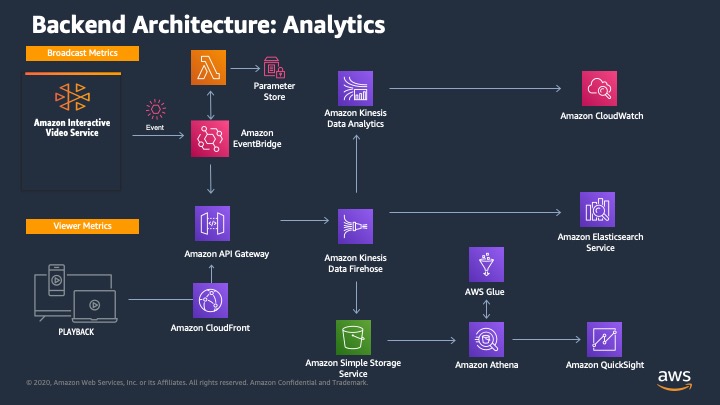 Backend Architecture: Analytics
Broadcast Metrics
Amazon Interactive
Video Service
Event
Parameter
Store
Amazon
EventBridge
Amazon Kinesis
Data Analytics
Amazon CloudWatch
Viewer Metrics
PLAYBACK
Amazon API Gateway
Amazon CloudFront
Amazon Kinesis
Data Firehose
Amazon Elasticsearch
Service
AWS Glue
Amazon Simple Storage
Service
Amazon Athena
Amazon QuickSight
© 2020, Amazon Web Services, Inc. or its Affiliates. All rights reserved. Amazon Confidential and Trademark.
aws